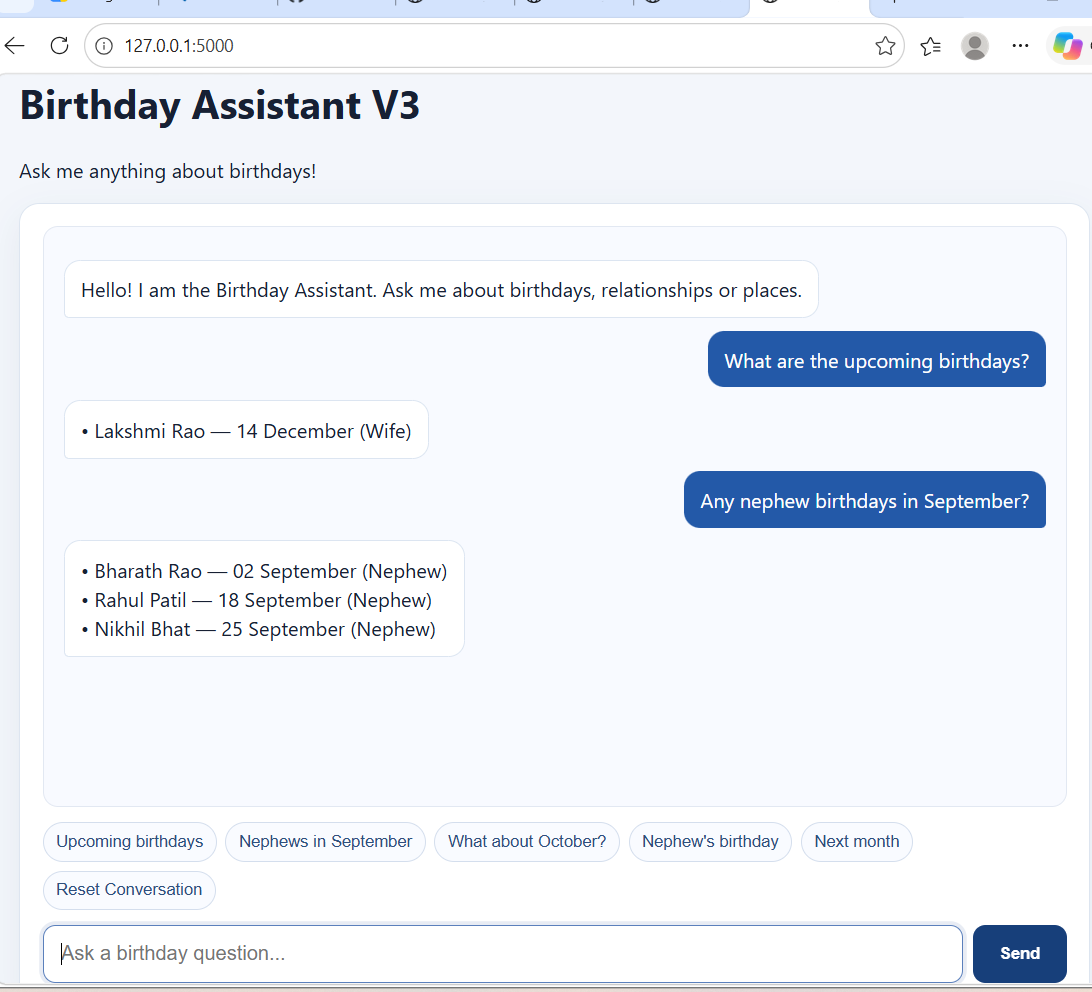 127.0.0.1:5000
Birthday Assistant V3
Ask me anything about birthdays!
Hello! I am the Birthday Assistant. Ask me about birthdays, relationships or places.
What are the upcoming birthdays?
• Lakshmi Rao — 14 December (Wife)
Any nephew birthdays in September?
• Bharath Rao — 02 September (Nephew)
• Rahul Patil — 18 September (Nephew)
• Nikhil Bhat — 25 September (Nephew)
Upcoming birthdays Nephews in September What about October? Nephew's birthday Next month
Reset Conversation
Ask a birthday question...
Send